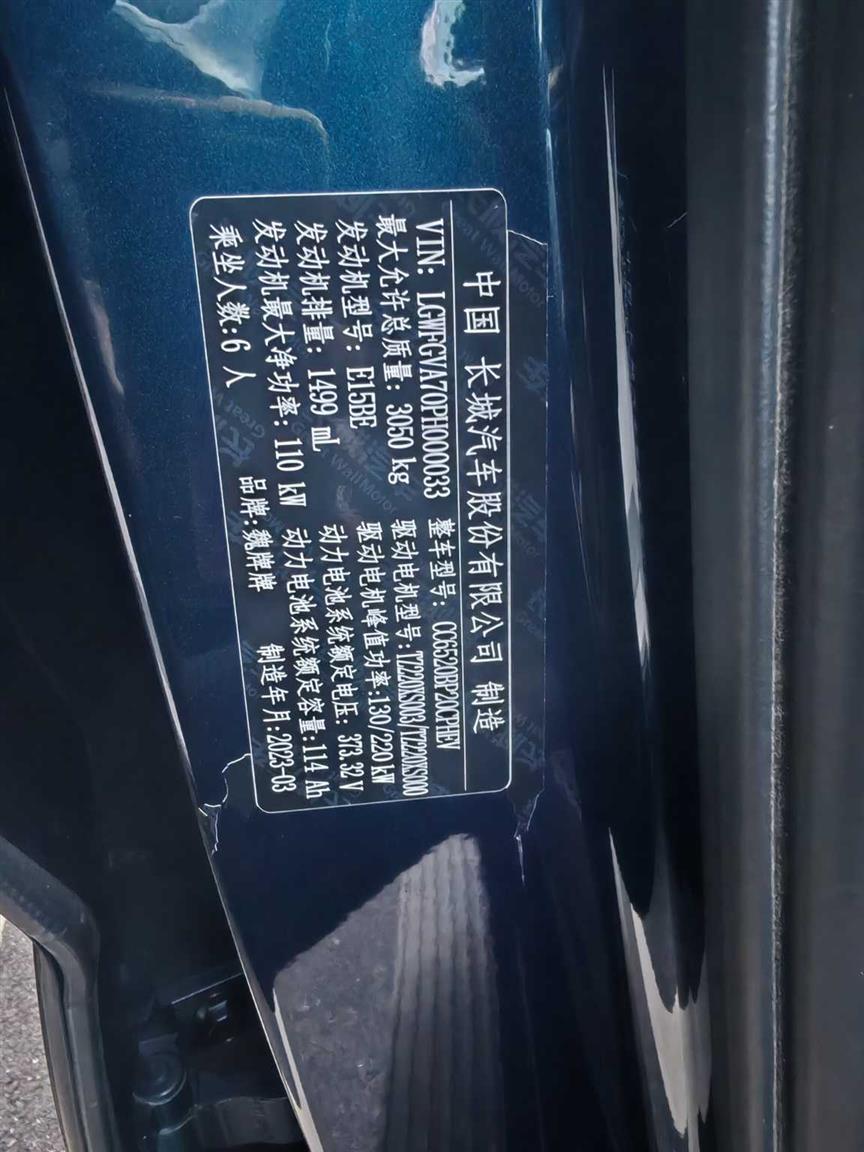 中国 长城汽车股份有限公司 制造
VIN: LGWFGVA70PH000033 整车型号: CC6520BP20CPHEV
最大允许总质量: 3050 kg 驱动电机型号:TZ220XS003/TZ220XS000
发动机型号: E15BE 驱动电机峰值功率:130/220 kW
发动机排量: 1499 mL 动力电池系统额定电压: 373.32 V
发动机最大净功率: 110 kW 动力电池系统额定容量:114 Ah
乘坐人数:6 人 品牌:魏牌牌 制造年月:2023-03